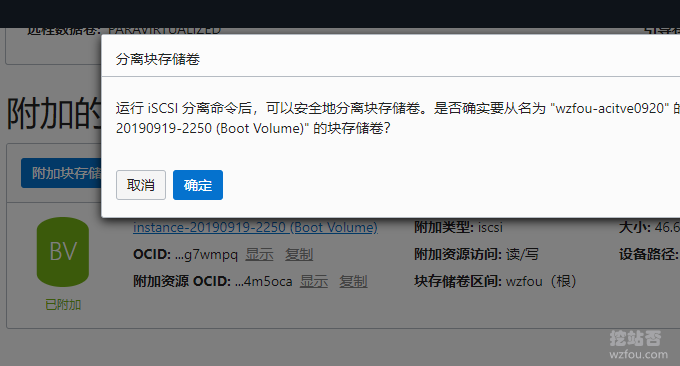 远程数据卷: PARAVIRTUALIZED
分离块存储卷
运行 iSCSI 分离命令后，可以安全地分离块存储卷。是否确实要从名为 "wzfou-acitve0920" 的
20190919-2250 (Boot Volume)" 的块存储卷？
取消 确定
附加的
附加块存储
BV
已附加
instance-20190919-2250 (Boot Volume)
OCID: ...g7wmpq 显示 复制
附加资源 OCID: ...4m5oca 显示 复制
附加类型: iscsi
附加资源访问: 读/写
块存储卷区间: wzfou（根）
大小: 46.6
设备路径:
挖站否
wzfou.com